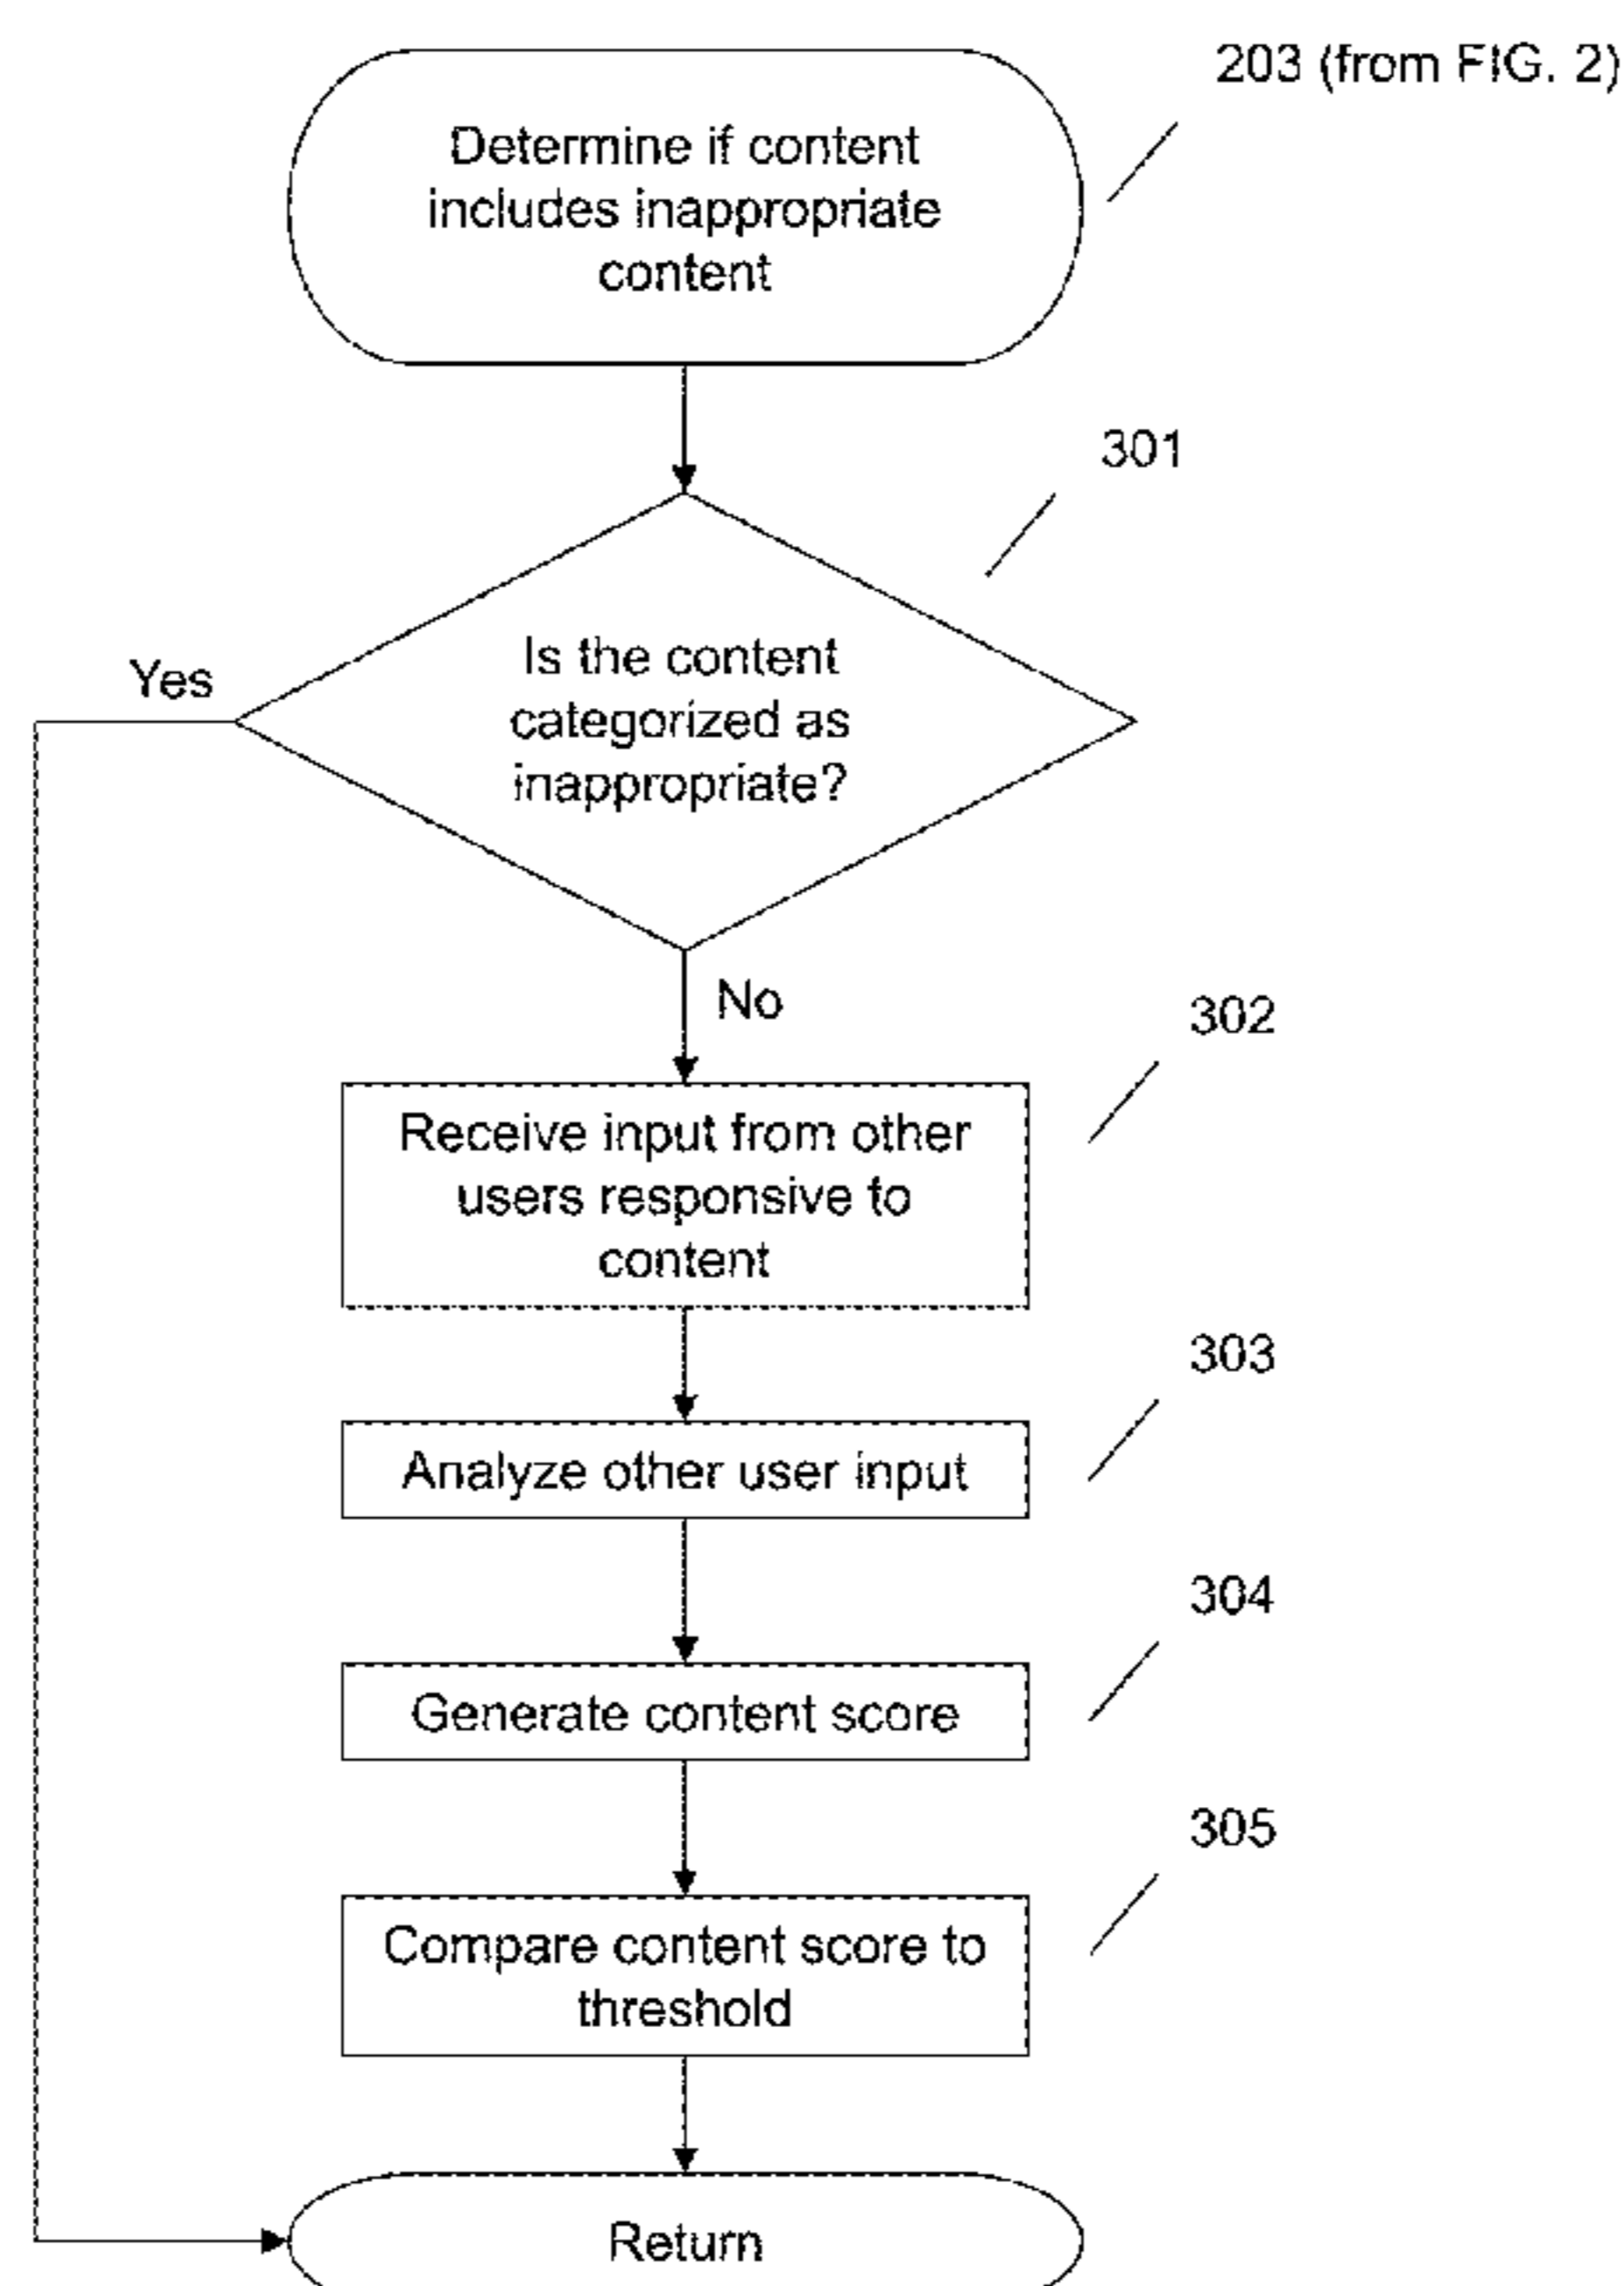 203 (from FIG. 2)
Determine if content
includes inappropriate
content
301
Is the content
categorized as
inappropriate?
Yes
No
302
Receive input from other
users responsive to
content
303
Analyze other user input
304
Generate content score
305
Compare content score to
threshold
Return